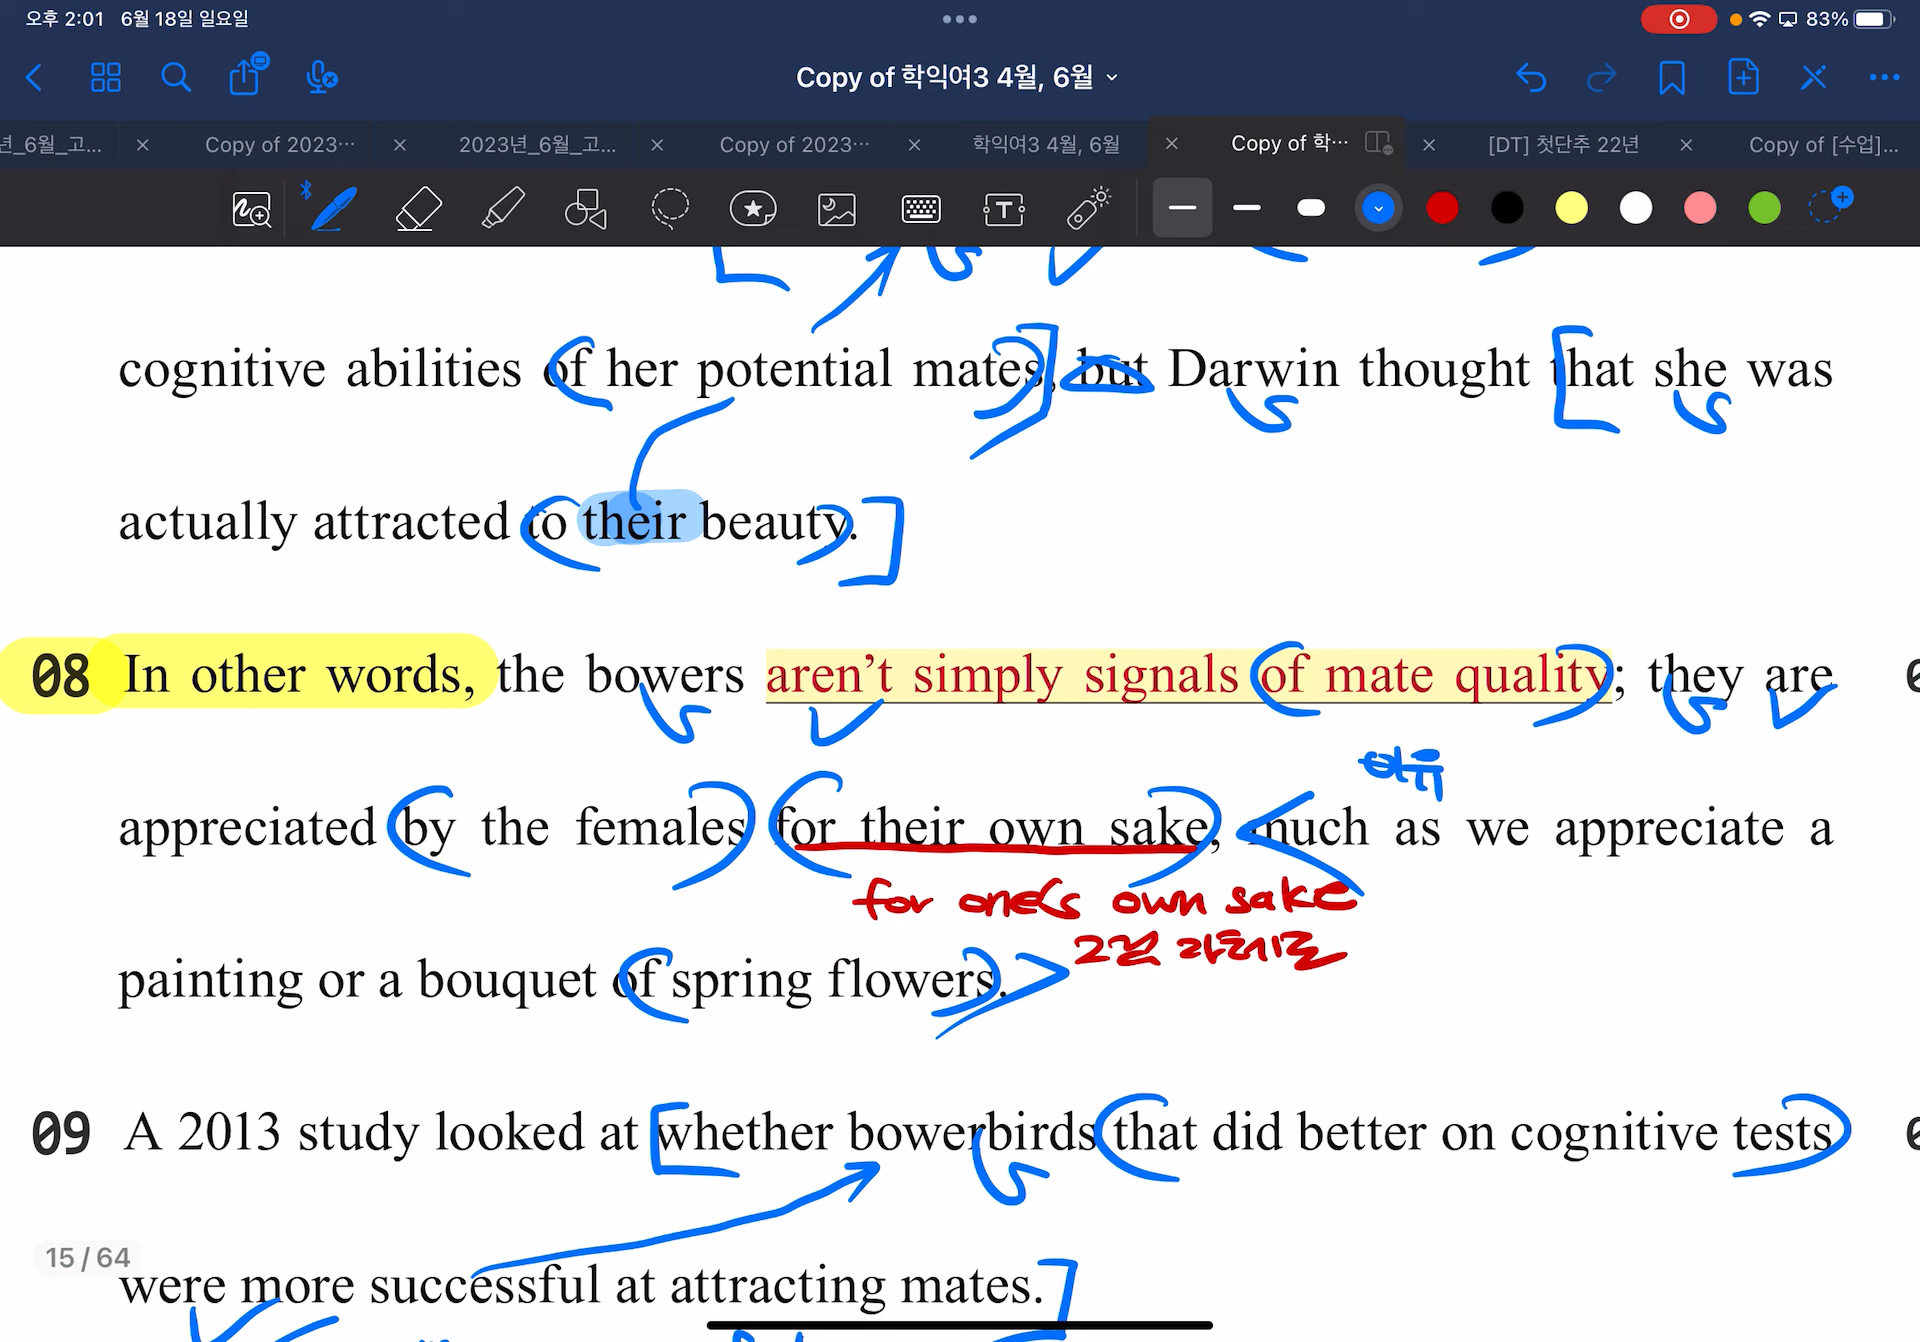 오후 2:01 6월 18일 일요일
83%
Copy of 학익여3 4월, 6월
년_6월_고... Copy of 2023··· 2023년_6월_고... Copy of 2023··· 학익여3 4월, 6월 Copy of 학··· [DT] 첫단추 22년 Copy of [수업]...
cognitive abilities of her potential mates, but Darwin thought that she was
S S
actually attracted to their beauty.
08 In other words, the bowers aren't simply signals of mate quality; they are
S V S V
appreciated by the females for their own sake, much as we appreciate a
for one's own sake
그것 자체로
painting or a bouquet of spring flowers.
09 A 2013 study looked at whether bowerbirds that did better on cognitive tests
S
15 / 64
were more successful at attracting mates.